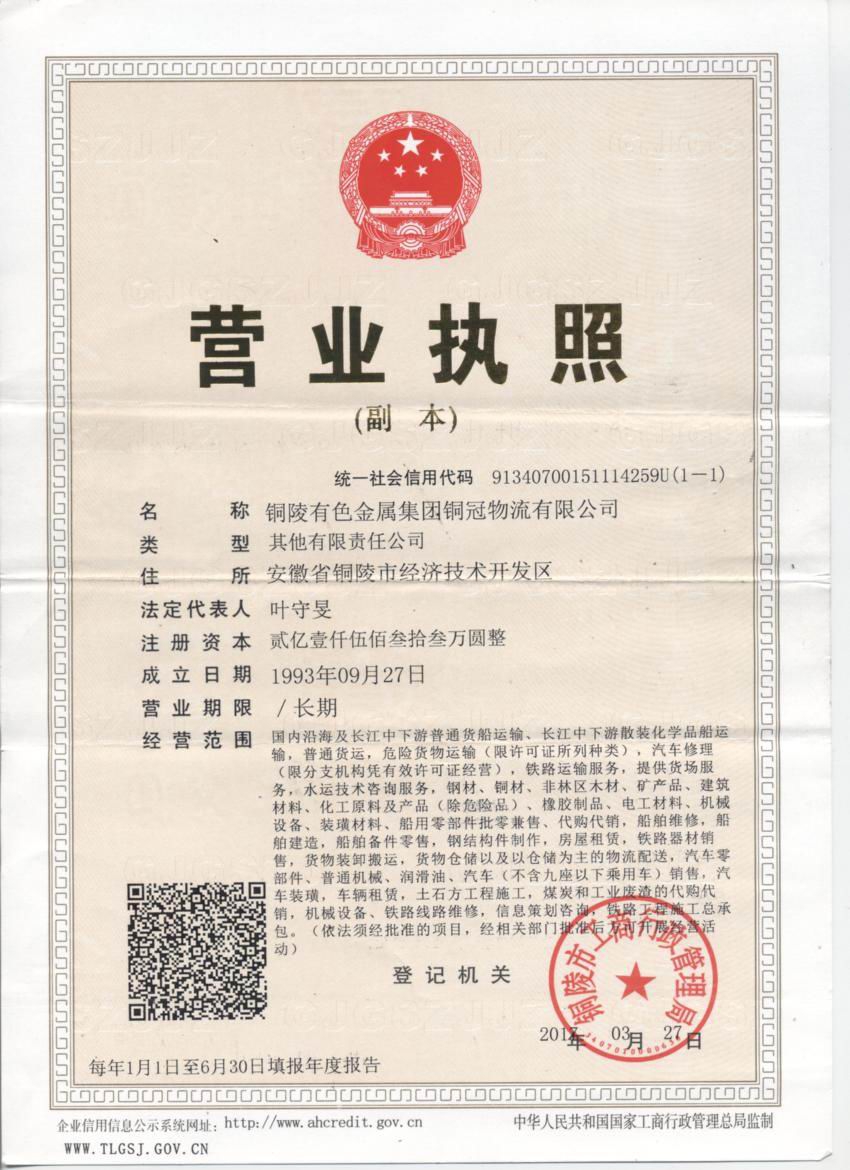 营业执照
(副 本)
统一社会信用代码 91340700151114259U(1-1)
名 称 铜陵有色金属集团铜冠物流有限公司
类 型 其他有限责任公司
住 所 安徽省铜陵市经济技术开发区
法定代表人 叶守旻
注册资本 贰亿壹仟伍佰叁拾叁万圆整
成立日期 1993年09月27日
营业期限 /长期
经营范围 国内沿海及长江中下游普通货船运输、长江中下游散装化学品船运
输，普通货运，危险货物运输（限许可证所列种类），汽车修理
（限分支机构凭有效许可证经营），铁路运输服务，提供货场服
务，水运技术咨询服务，钢材、铜材、非林区木材、矿产品、建筑
材料、化工原料及产品（除危险品）、橡胶制品、电工材料、机械
设备、装璜材料、船用零部件批零兼售、代购代销，船舶维修，船
舶建造，船舶备件零售，钢结构件制作，房屋租赁，铁路器材销
售，货物装卸搬运，货物仓储以及以仓储为主的物流配送，汽车零
部件、普通机械、润滑油、汽车（不含九座以下乘用车）销售，汽
车装璜，车辆租赁，土石方工程施工，煤炭和工业废渣的代购代
销，机械设备、铁路线路维修，信息策划咨询，铁路工程施工总承
包。（依法须经批准的项目，经相关部门批准后方可开展经营活
动）
登记机关
铜陵市工商行政管理局
2017年 03月 27日
每年1月1日至6月30日填报年度报告
企业信用信息公示系统网址：http://www.ahcredit.gov.cn
中华人民共和国国家工商行政管理总局监制
WWW.TLGSJ.GOV.CN